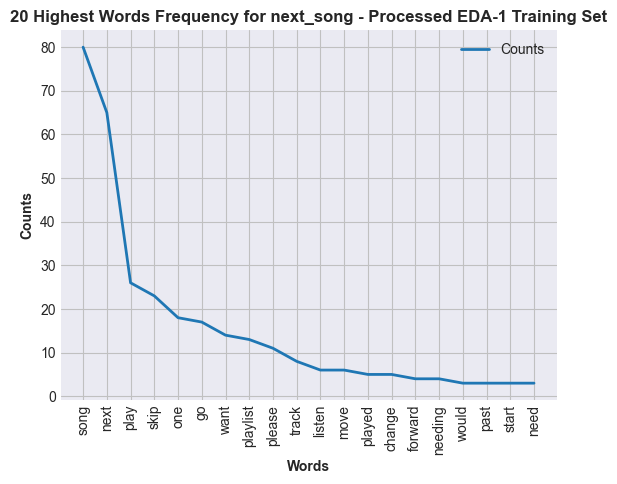 20 Highest Words Frequency for next_song - Processed EDA-1 Training Set
Counts
80
70
60
50
40
30
20
10
0
Counts
song
next
play
skip
one
go
want
playlist
please
track
listen
move
played
change
forward
needing
would
past
start
need
Words